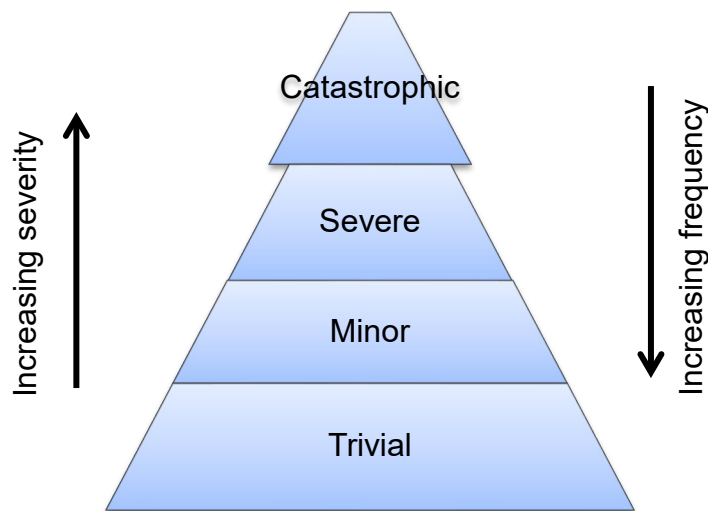 Catastrophic
Severe
Minor
Trivial
Increasing severity
Increasing frequency